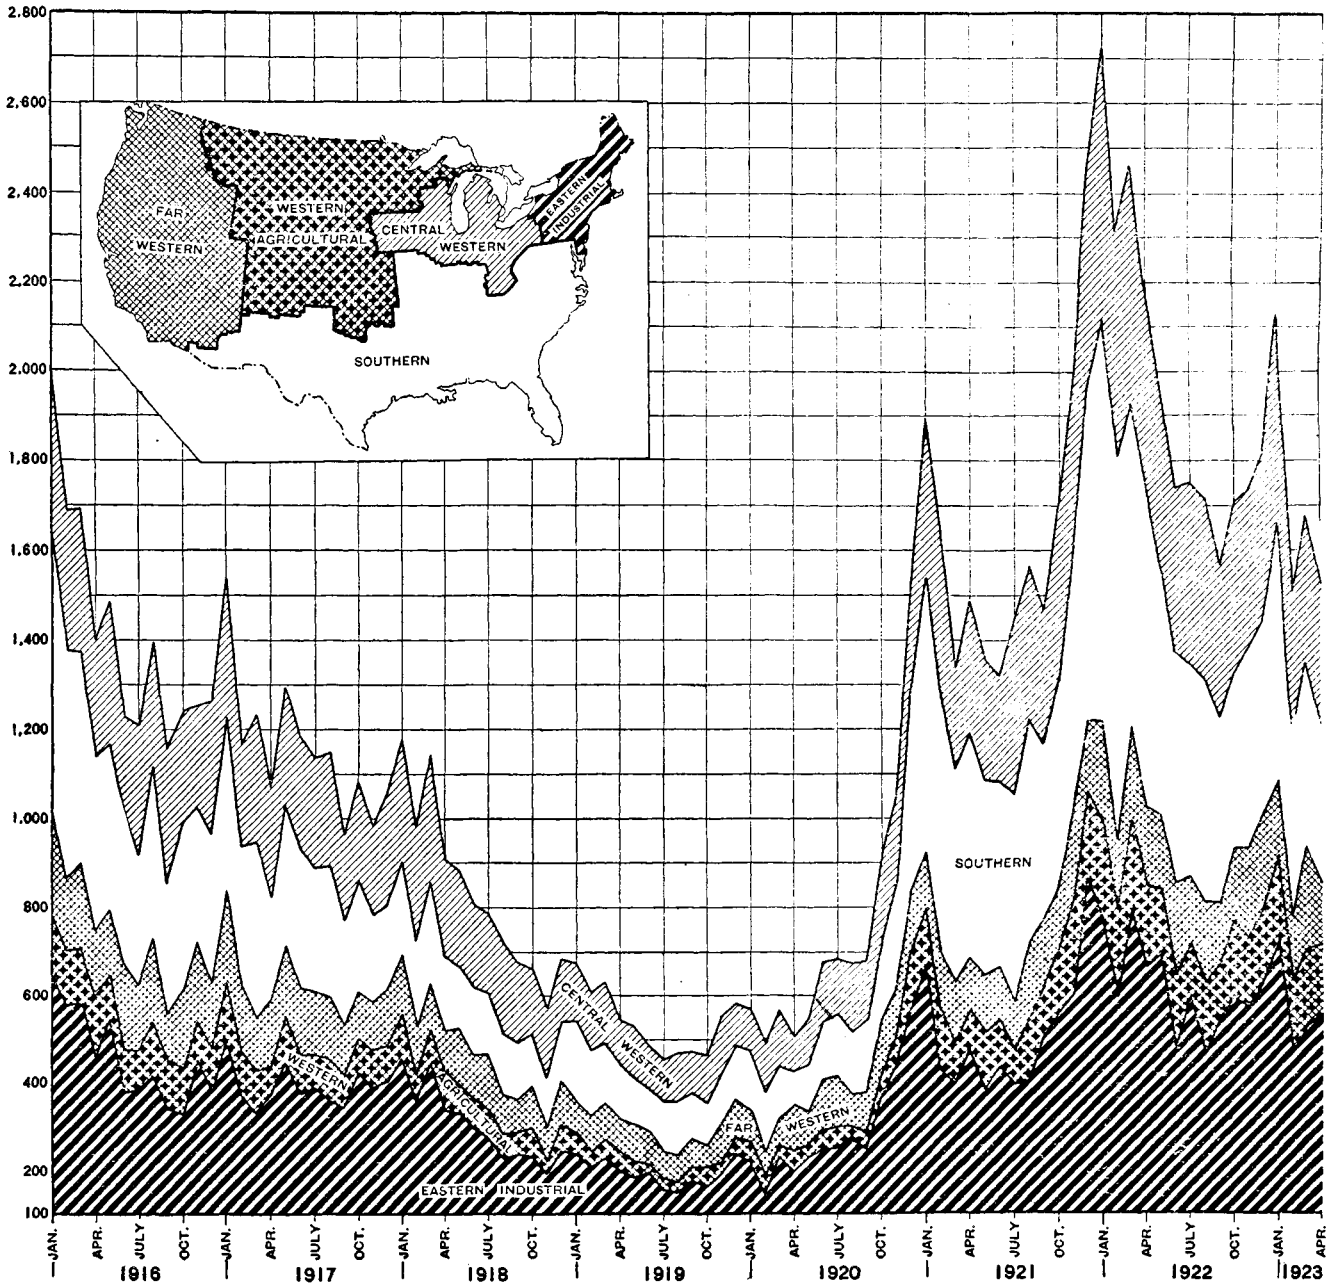 2.800
2,600
2,400
2,200
2.000
1,800
1.600
1,400
1,200
1.000
800
600
400
200
100
FAR
WESTERN
WESTERN
AGRICULTURAL
CENTRAL
WESTERN
EASTERN
INDUSTRIAL
SOUTHERN
SOUTHERN
CENTRAL WESTERN
WESTERN
FAR WESTERN
EASTERN INDUSTRIAL
JAN. APR. JULY OCT. JAN. APR. JULY OCT. JAN. APR. JULY OCT. JAN. APR. JULY OCT. JAN. APR. JULY OCT. JAN. APR. JULY OCT. JAN. APR. JULY OCT. JAN. APR.
1916 1917 1918 1919 1920 1921 1922 1923